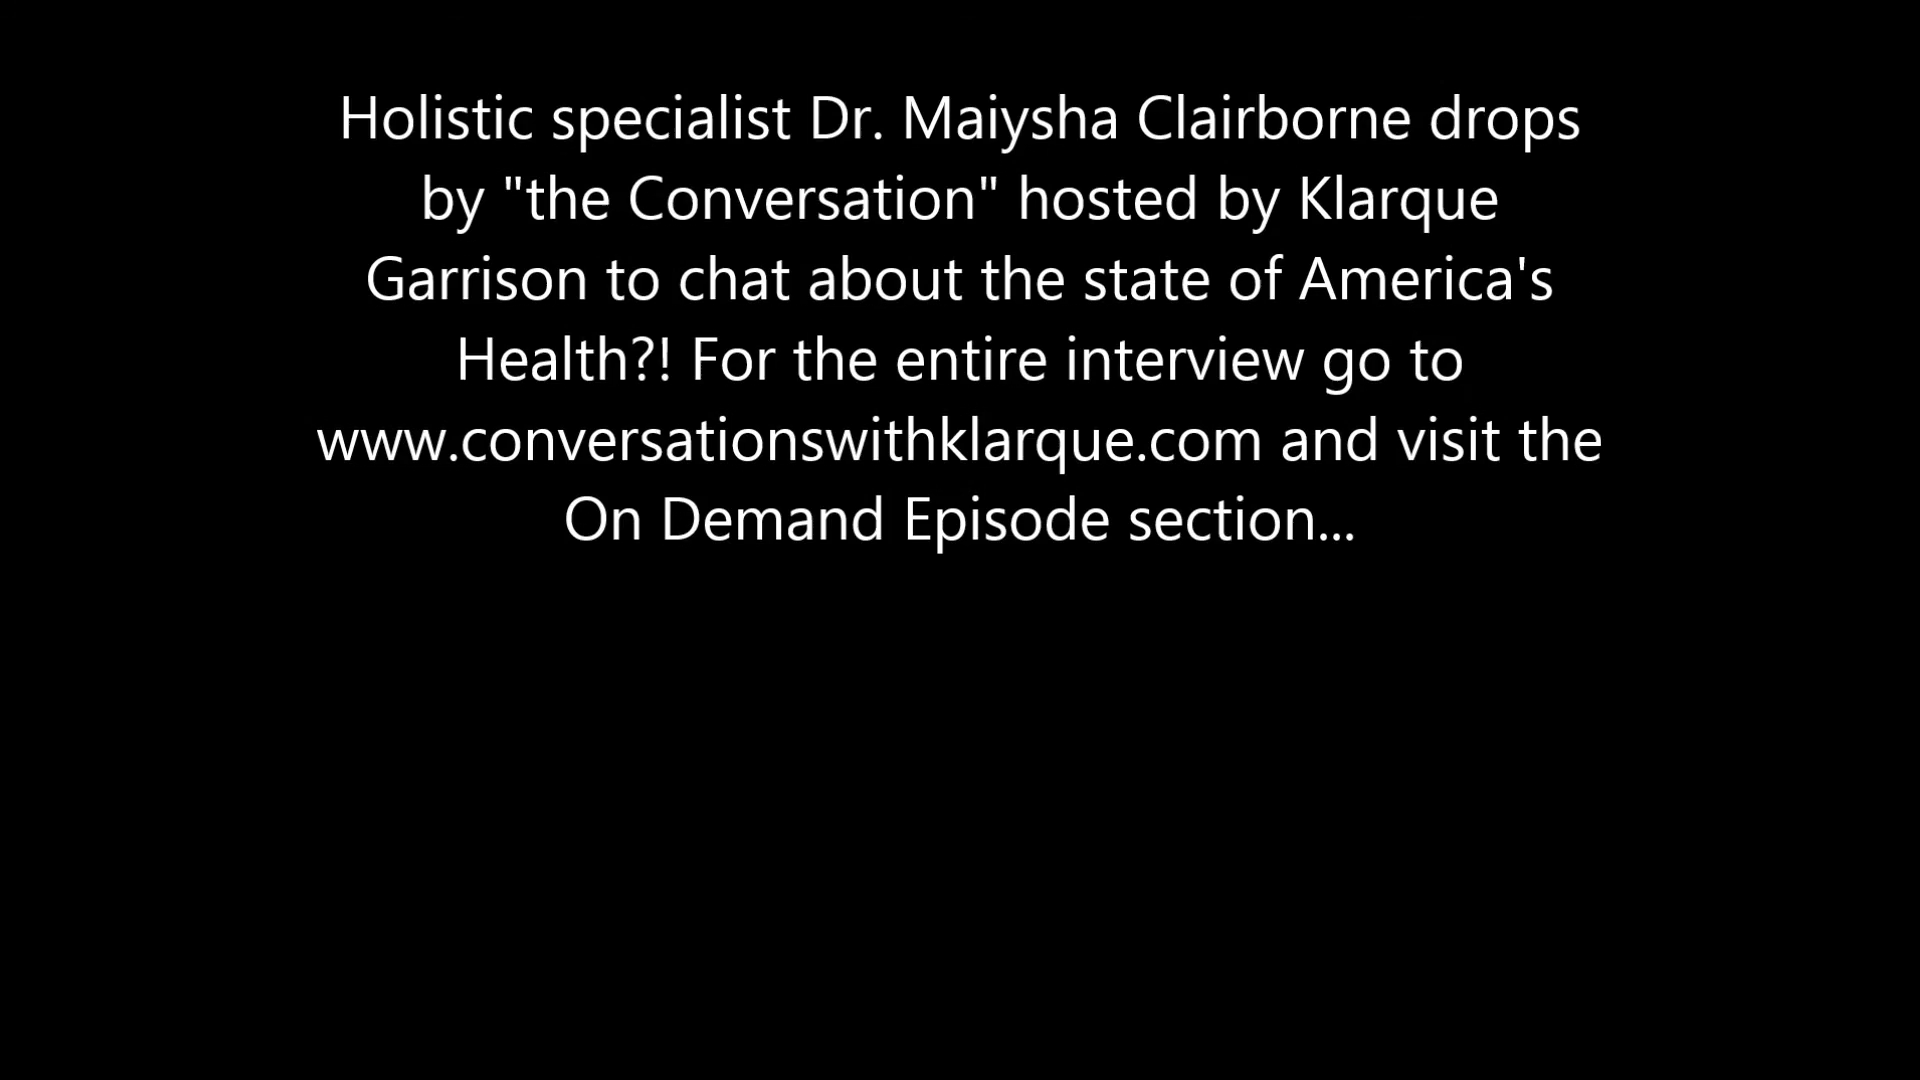 Holistic specialist Dr. Maiysha Clairborne drops
by "the Conversation" hosted by Klarque
Garrison to chat about the state of America's
Health?! For the entire interview go to
www.conversationswithklarque.com and visit the
On Demand Episode section...